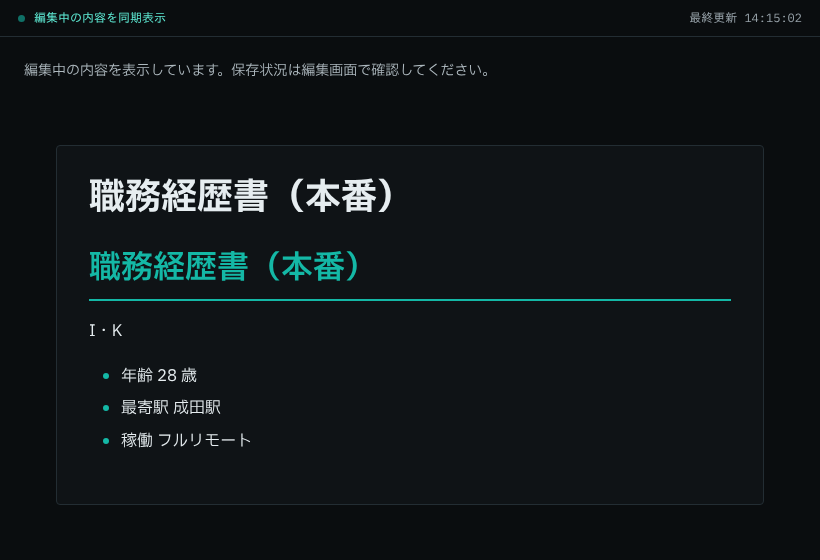 編集中の内容を同期表示
最終更新 14:15:02
編集中の内容を表示しています。保存状況は編集画面で確認してください。
職務経歴書（本番）
職務経歴書（本番）
I・K
年齢 28 歳
最寄駅 成田駅
稼働 フルリモート